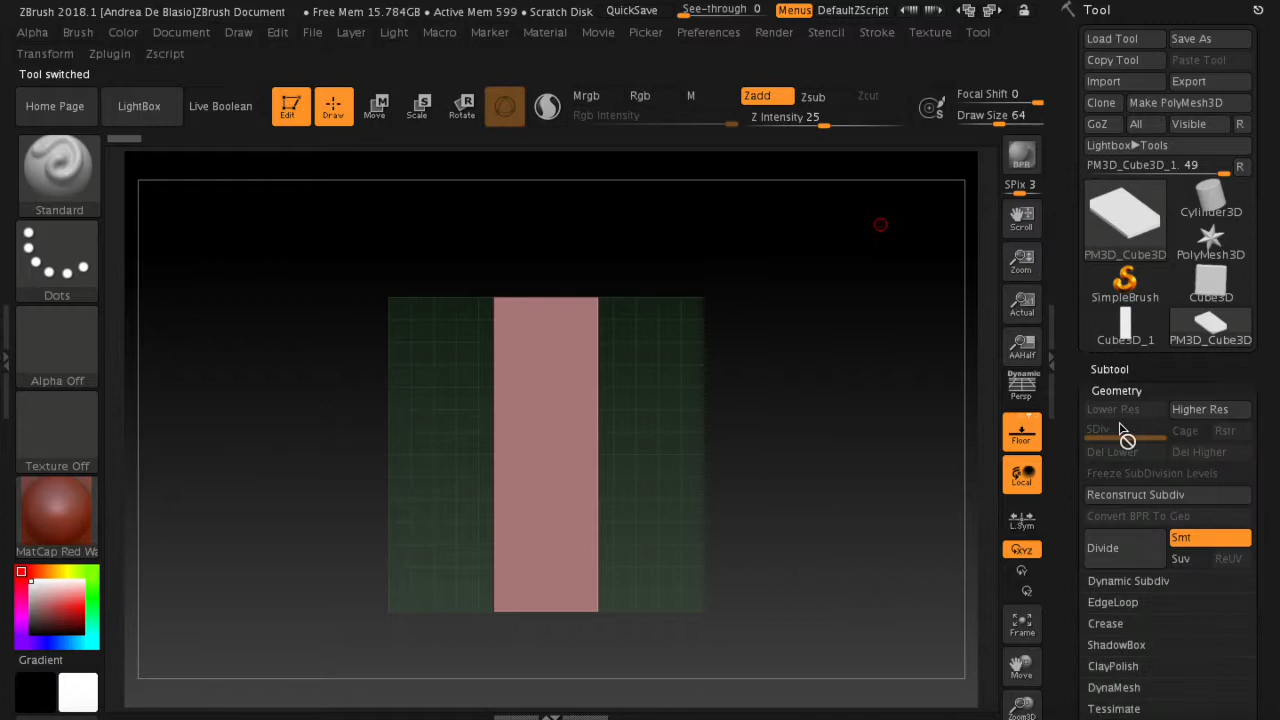 ZBrush 2018.1 [Andrea De Blasio]ZBrush Document
• Free Mem 15.784GB • Active Mem 599 • Scratch Disk
QuickSave
See-through 0
Menus
DefaultZScript
Tool
Alpha Brush Color Document Draw Edit File Layer Light Macro Marker Material Movie Picker Preferences Render Stencil Stroke Texture Tool
Transform Zplugin Zscript
Tool switched
Home Page
LightBox
Live Boolean
Edit
Draw
Move
Scale
Rotate
Mrgb Rgb M
Rgb Intensity
Zadd Zsub Zcut
Z Intensity 25
Focal Shift 0
Draw Size 64
Standard
Dots
Alpha Off
Texture Off
MatCap Red Wa
Gradient
BPR
SPix 3
Scroll
Zoom
Actual
AAHalf
Dynamic
Persp
Floor
Local
L.Sym
XYZ
Y
Z
Frame
Move
Zoom3D
Load Tool Save As
Copy Tool Paste Tool
Import Export
Clone Make PolyMesh3D
GoZ All Visible R
Lightbox▶Tools
PM3D_Cube3D_1. 49 R
PM3D_Cube3D
Cylinder3D
PolyMesh3D
SimpleBrush Cube3D
Cube3D_1 PM3D_Cube3D
Subtool
Geometry
Lower Res Higher Res
SDiv Cage Rstr
Del Lower Del Higher
Freeze SubDivision Levels
Reconstruct Subdiv
Convert BPR To Geo
Divide Smt
Suv ReUV
Dynamic Subdiv
EdgeLoop
Crease
ShadowBox
ClayPolish
DynaMesh
Tessimate